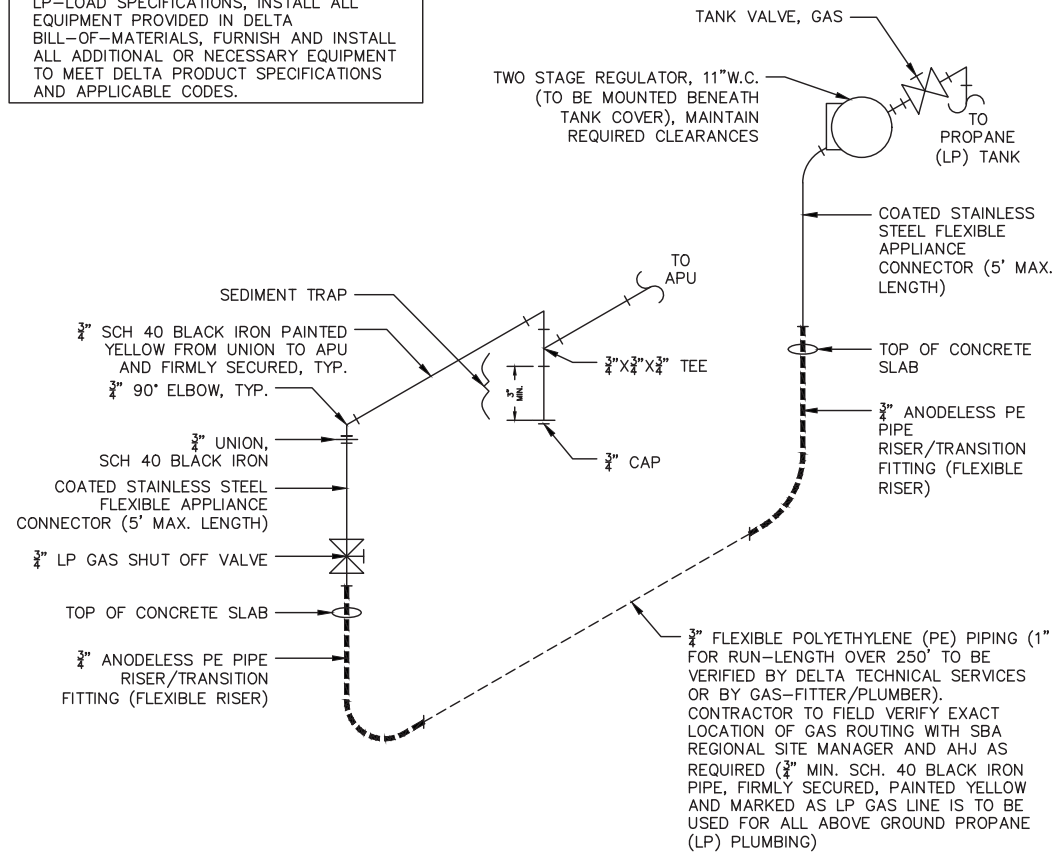 LP-LOAD SPECIFICATIONS, INSTALL ALL
EQUIPMENT PROVIDED IN DELTA
BILL-OF-MATERIALS, FURNISH AND INSTALL
ALL ADDITIONAL OR NECESSARY EQUIPMENT
TO MEET DELTA PRODUCT SPECIFICATIONS
AND APPLICABLE CODES.
TANK VALVE, GAS
TWO STAGE REGULATOR, 11"W.C.
(TO BE MOUNTED BENEATH
TANK COVER), MAINTAIN
REQUIRED CLEARANCES
TO
PROPANE
(LP) TANK
COATED STAINLESS
STEEL FLEXIBLE
APPLIANCE
CONNECTOR (5' MAX.
LENGTH)
TO
APU
SEDIMENT TRAP
3/4" SCH 40 BLACK IRON PAINTED
YELLOW FROM UNION TO APU
AND FIRMLY SECURED, TYP.
3/4" 90° ELBOW, TYP.
3/4"X3/4"X3/4" TEE
3"
MIN.
3/4" CAP
TOP OF CONCRETE
SLAB
3/4" ANODELESS PE
PIPE
RISER/TRANSITION
FITTING (FLEXIBLE
RISER)
3/4" UNION,
SCH 40 BLACK IRON
COATED STAINLESS STEEL
FLEXIBLE APPLIANCE
CONNECTOR (5' MAX. LENGTH)
3/4" LP GAS SHUT OFF VALVE
TOP OF CONCRETE SLAB
3/4" ANODELESS PE PIPE
RISER/TRANSITION
FITTING (FLEXIBLE RISER)
3/4" FLEXIBLE POLYETHYLENE (PE) PIPING (1"
FOR RUN-LENGTH OVER 250' TO BE
VERIFIED BY DELTA TECHNICAL SERVICES
OR BY GAS-FITTER/PLUMBER).
CONTRACTOR TO FIELD VERIFY EXACT
LOCATION OF GAS ROUTING WITH SBA
REGIONAL SITE MANAGER AND AHJ AS
REQUIRED (3/4" MIN. SCH. 40 BLACK IRON
PIPE, FIRMLY SECURED, PAINTED YELLOW
AND MARKED AS LP GAS LINE IS TO BE
USED FOR ALL ABOVE GROUND PROPANE
(LP) PLUMBING)